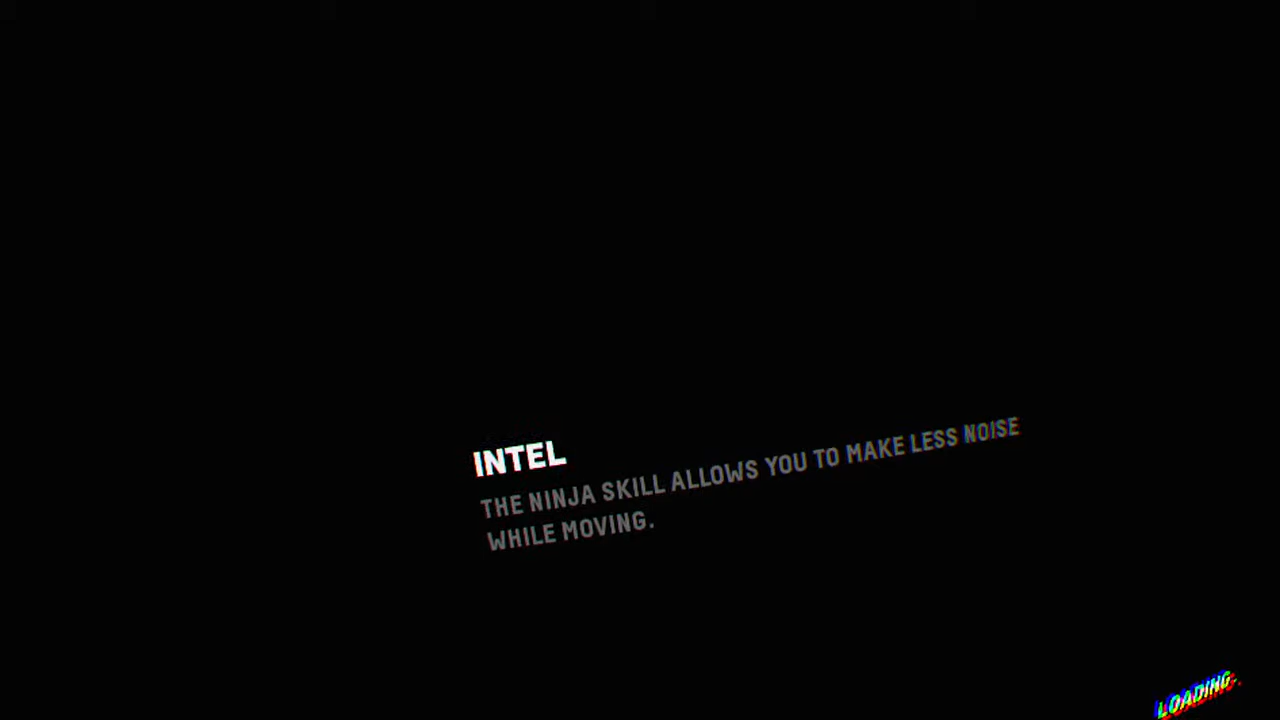 INTEL
THE NINJA SKILL ALLOWS YOU TO MAKE LESS NOISE
WHILE MOVING.
LOADING..